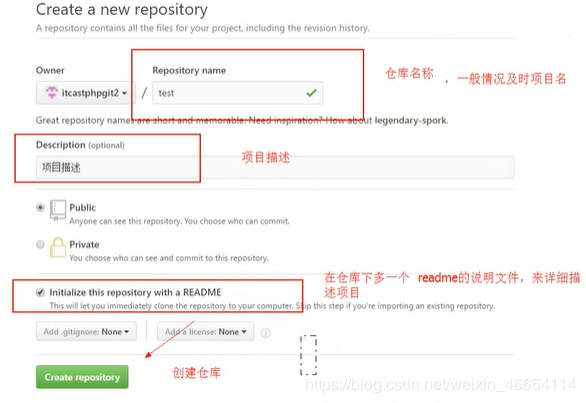 Create a new repository
A repository contains all the files for your project, including the revision history.
Owner
Repository name
itcastphpgit2
/
test
仓库名称 ，一般情况及时项目名
Great repository names are short and memorable. Need inspiration? How about legendary-spork.
Description (optional)
项目描述
项目描述
Public
Anyone can see this repository. You choose who can commit.
Private
You choose who can see and commit to this repository.
在仓库下多一个 readme的说明文件，来详细描
述项目
Initialize this repository with a README
This will let you immediately clone the repository to your computer. Skip this step if you're importing an existing repository.
Add .gitignore: None
Add a license: None
Create repository
创建仓库
https://blog.csdn.net/weixin_46654114